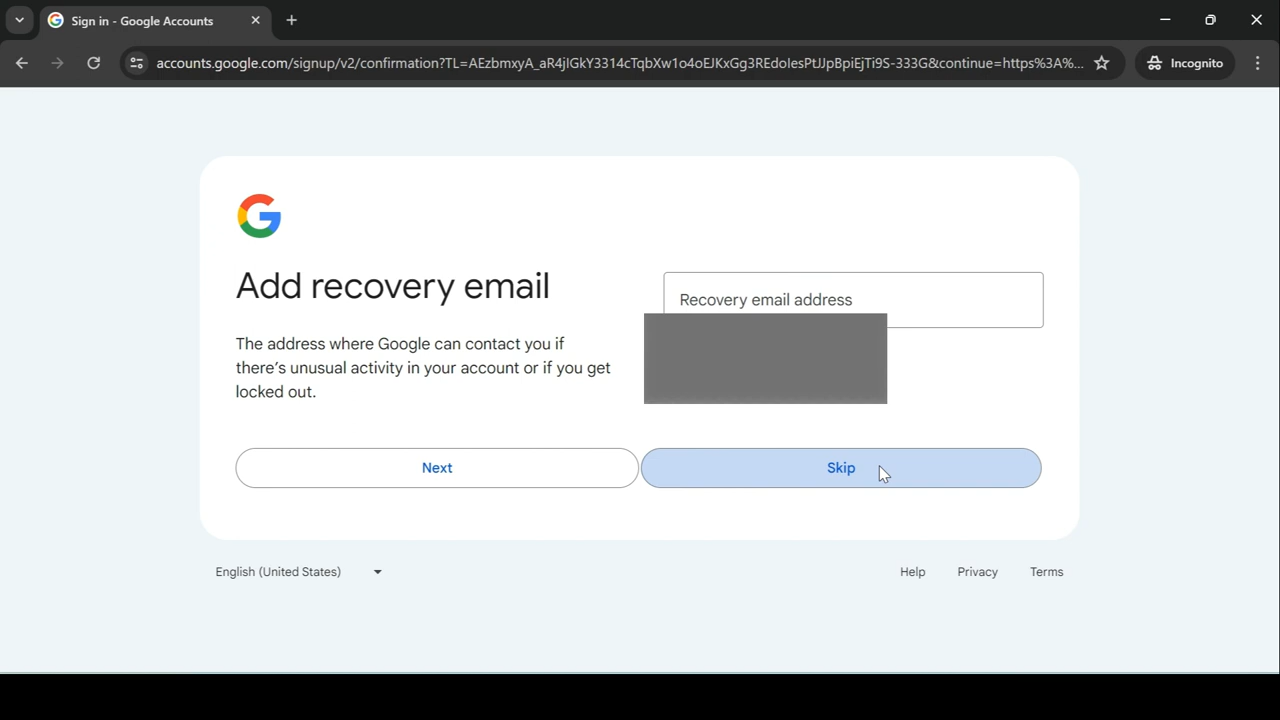 Sign in - Google Accounts
accounts.google.com/signup/v2/confirmation?TL=AEzbmxyA_aR4jIGkY3314cTqbXw1o4oEJKxGg3REdolesPtJJpBpiEjTi9S-333G&continue=https%3A%...
Incognito
Add recovery email
Recovery email address
The address where Google can contact you if
there's unusual activity in your account or if you get
locked out.
Next
Skip
English (United States)
Help
Privacy
Terms